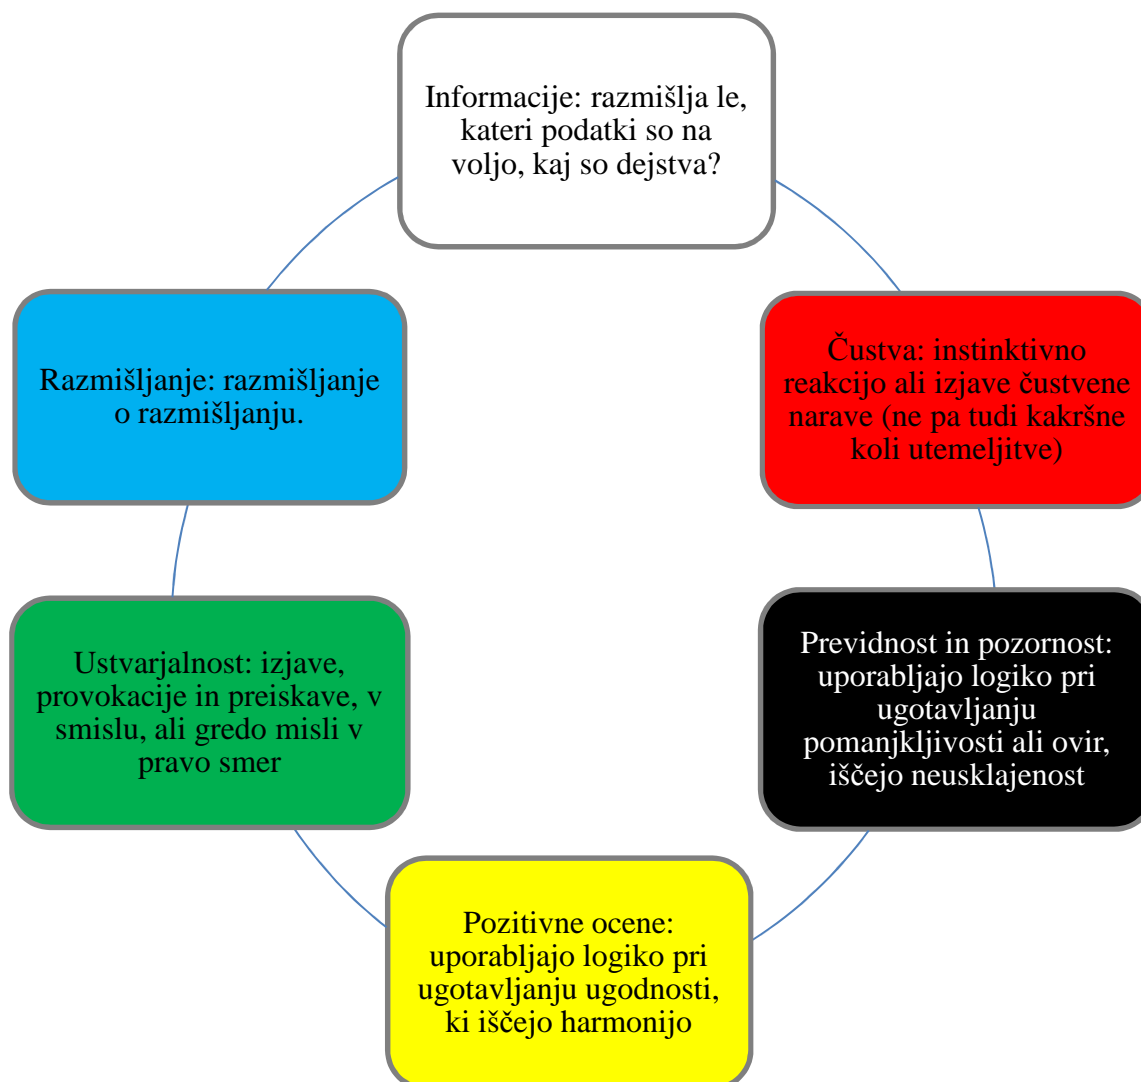 Informacije: razmišlja le,
kateri podatki so na
voljo, kaj so dejstva?
Čustva: instinktivno
reakcijo ali izjave čustvene
narave (ne pa tudi kakršne
koli utemeljitve)
Previdnost in pozornost:
uporabljajo logiko pri
ugotavljanju
pomanjkljivosti ali ovir,
iščejo neusklajenost
Pozitivne ocene:
uporabljajo logiko pri
ugotavljanju ugodnosti,
ki iščejo harmonijo
Ustvarjalnost: izjave,
provokacije in preiskave, v
smislu, ali gredo misli v
pravo smer
Razmišljanje: razmišljanje
o razmišljanju.